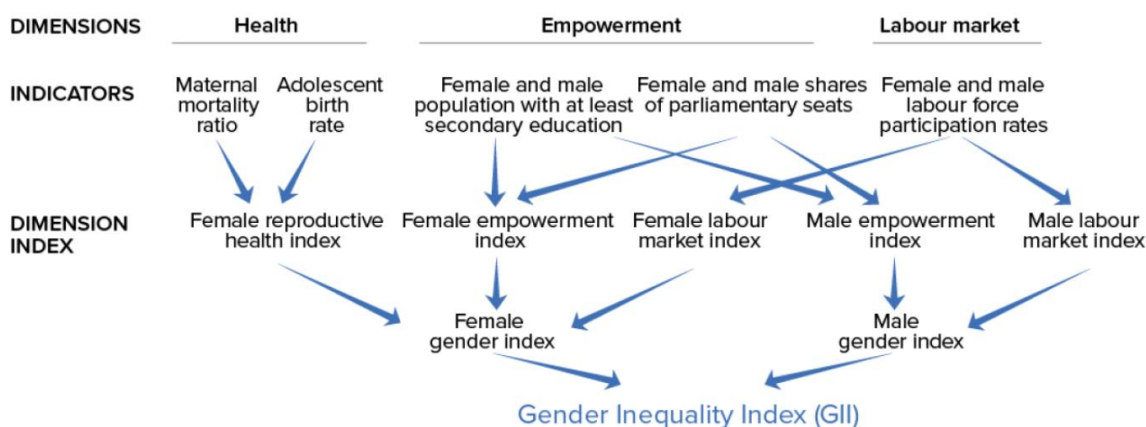 DIMENSIONS Health Empowerment Labour market
INDICATORS
Maternal
mortality
ratio
Adolescent
birth
rate
Female and male
population with at least
secondary education
Female and male shares
of parliamentary seats
Female and male
labour force
participation rates
DIMENSION
INDEX
Female reproductive
health index
Female empowerment
index
Female labour
market index
Male empowerment
index
Male labour
market index
Female
gender index
Male
gender index
Gender Inequality Index (GII)